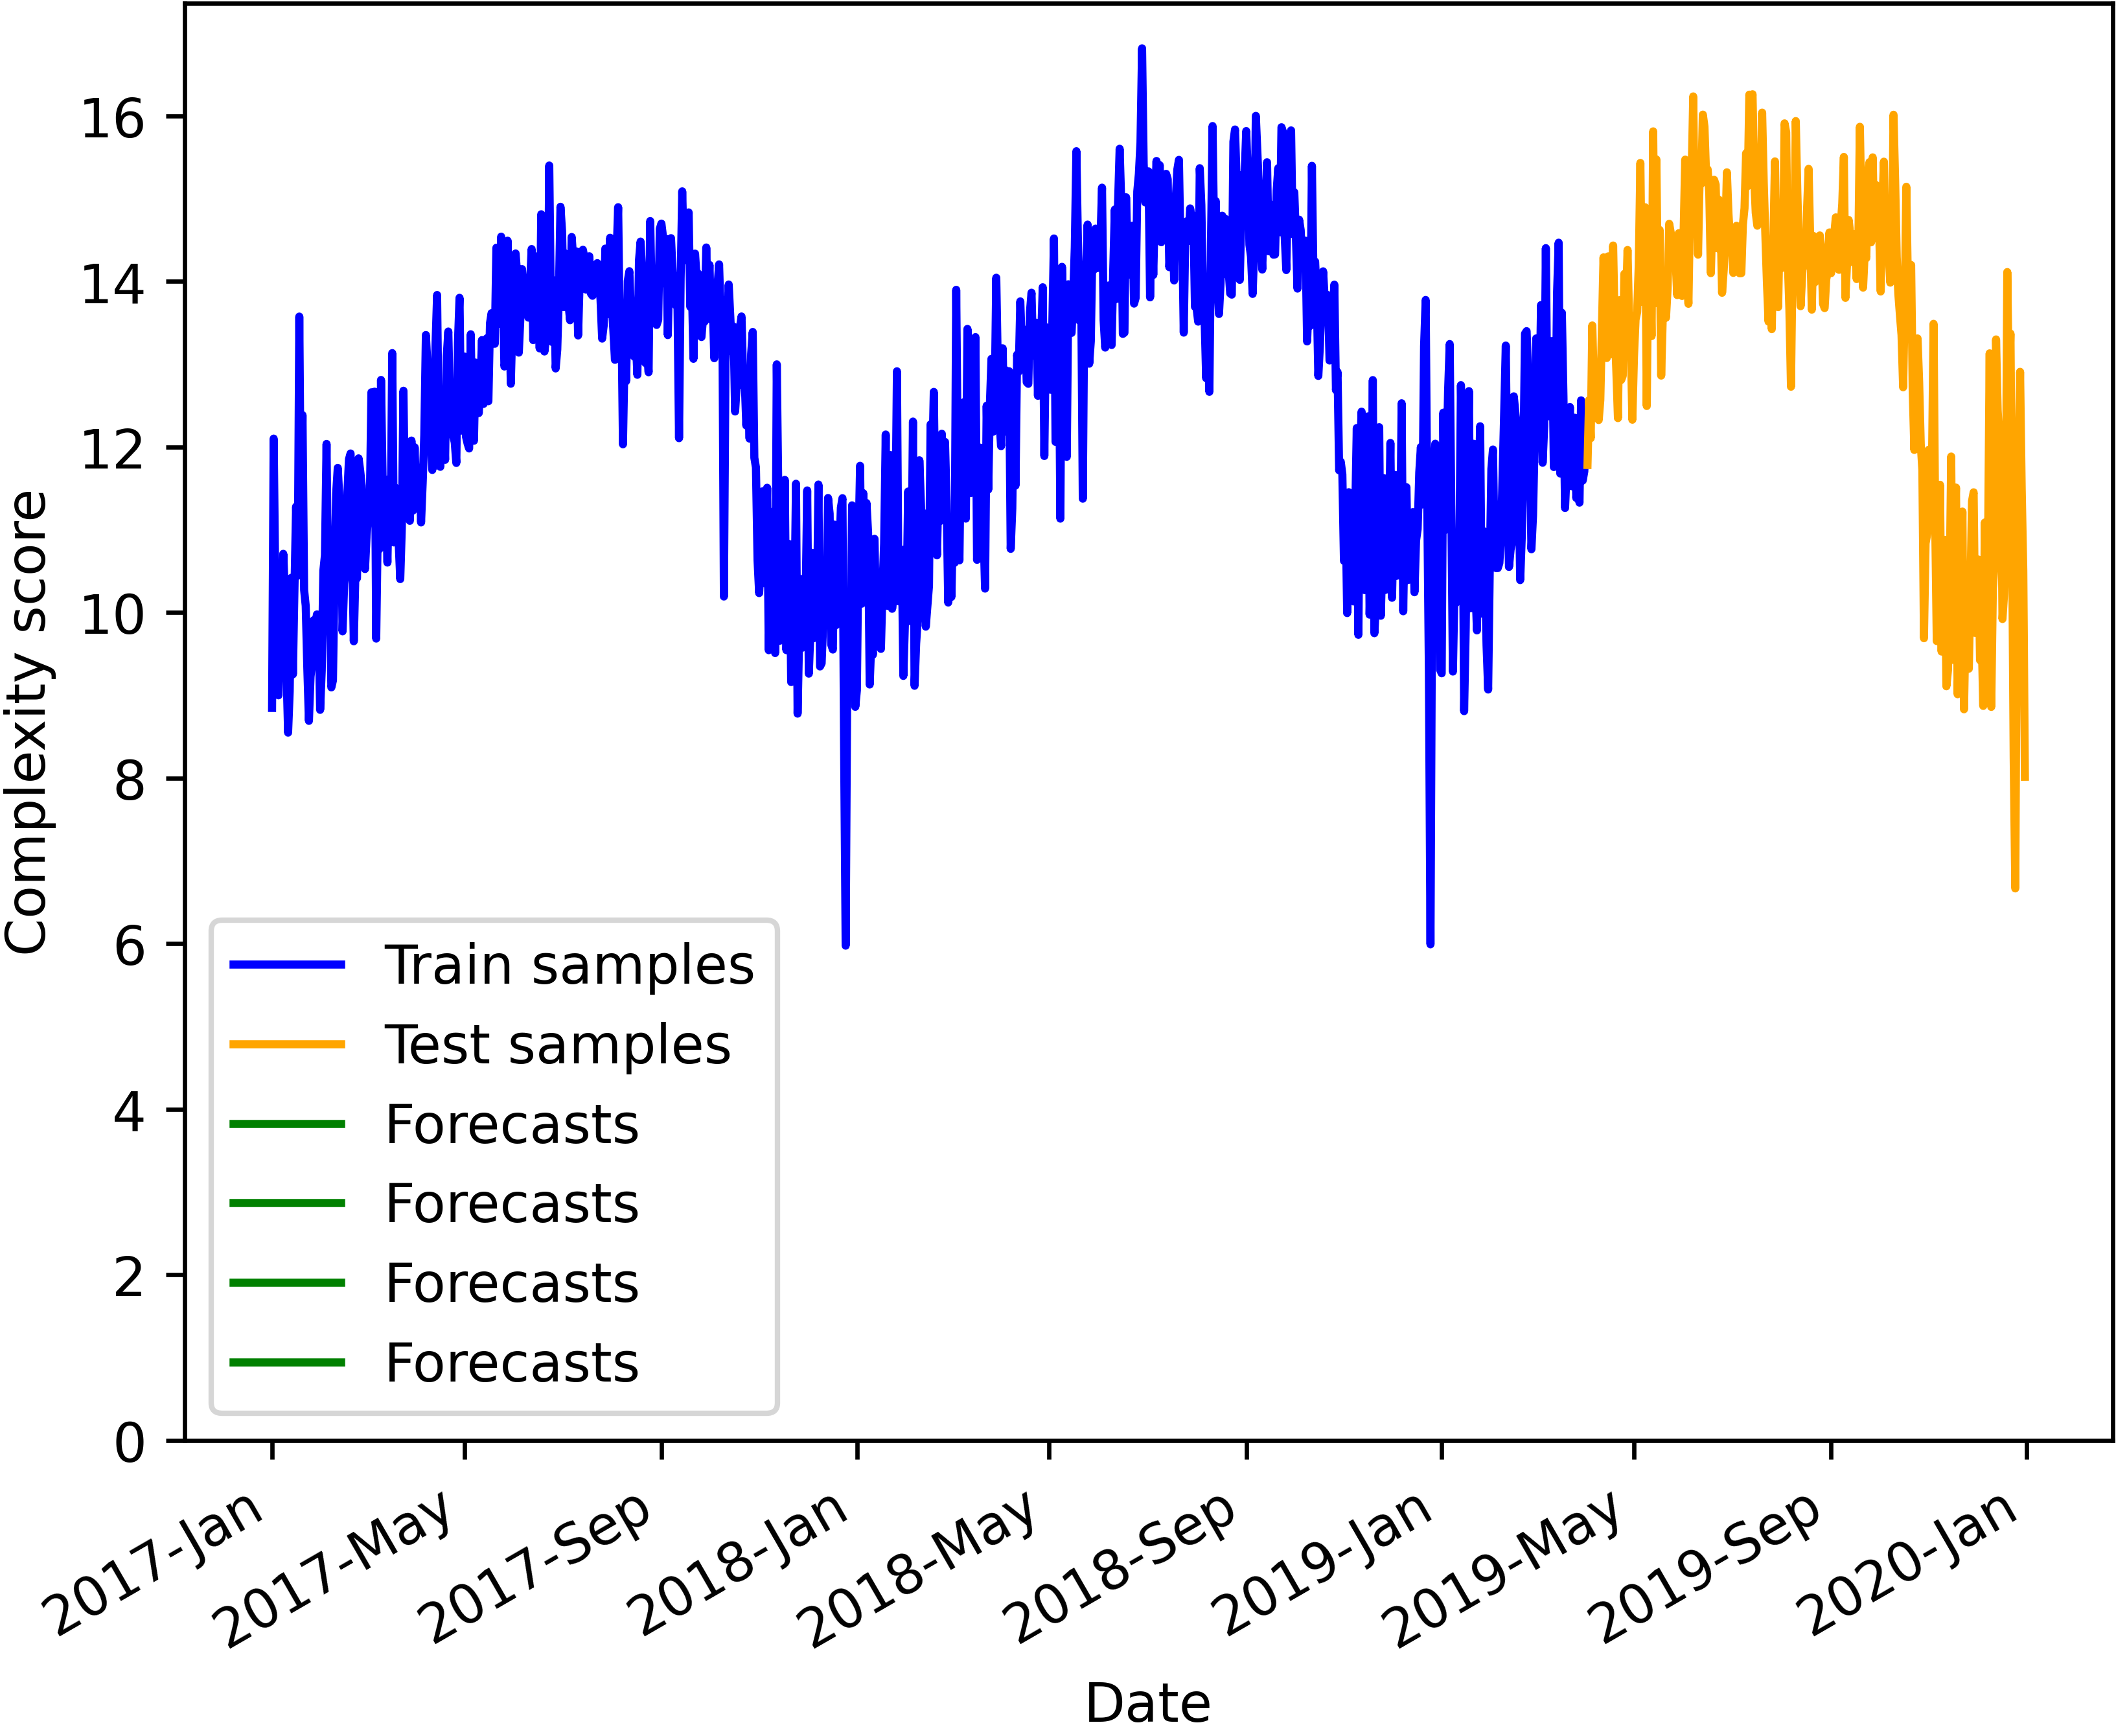 Complexity score
16
14
12
10
8
6
4
2
0
Train samples
Test samples
Forecasts
Forecasts
Forecasts
Forecasts
2017-Jan
2017-May
2017-Sep
2018-Jan
2018-May
2018-Sep
2019-Jan
2019-May
2019-Sep
2020-Jan
Date